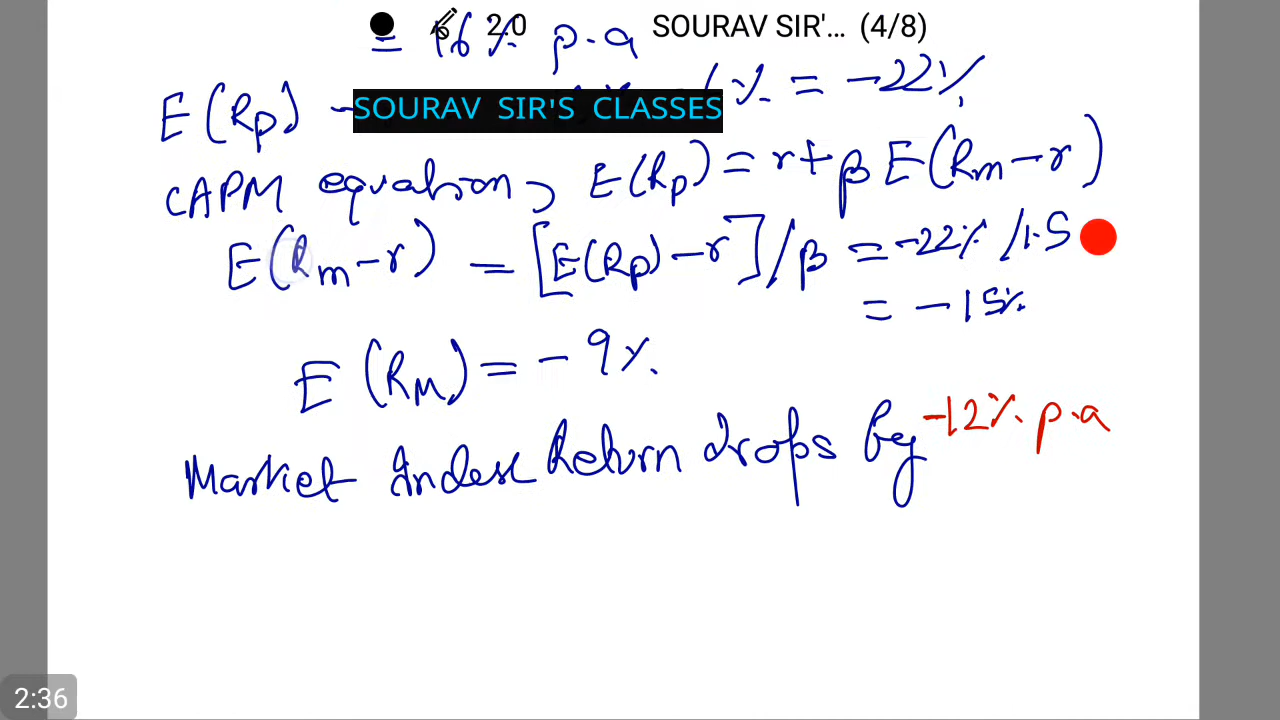 2.0 SOURAV SIR'... (4/8)
= 16% p.a
E(Rp) - % = -22%
SOURAV SIR'S CLASSES
CAPM equation, E(Rp) = r + β E(Rm - r)
E(Rm - r) = [E(Rp) - r] / β = -22% / 1.5
= -15%
E(RM) = - 9%.
Market Index Return drops by -12% p.a
2:36